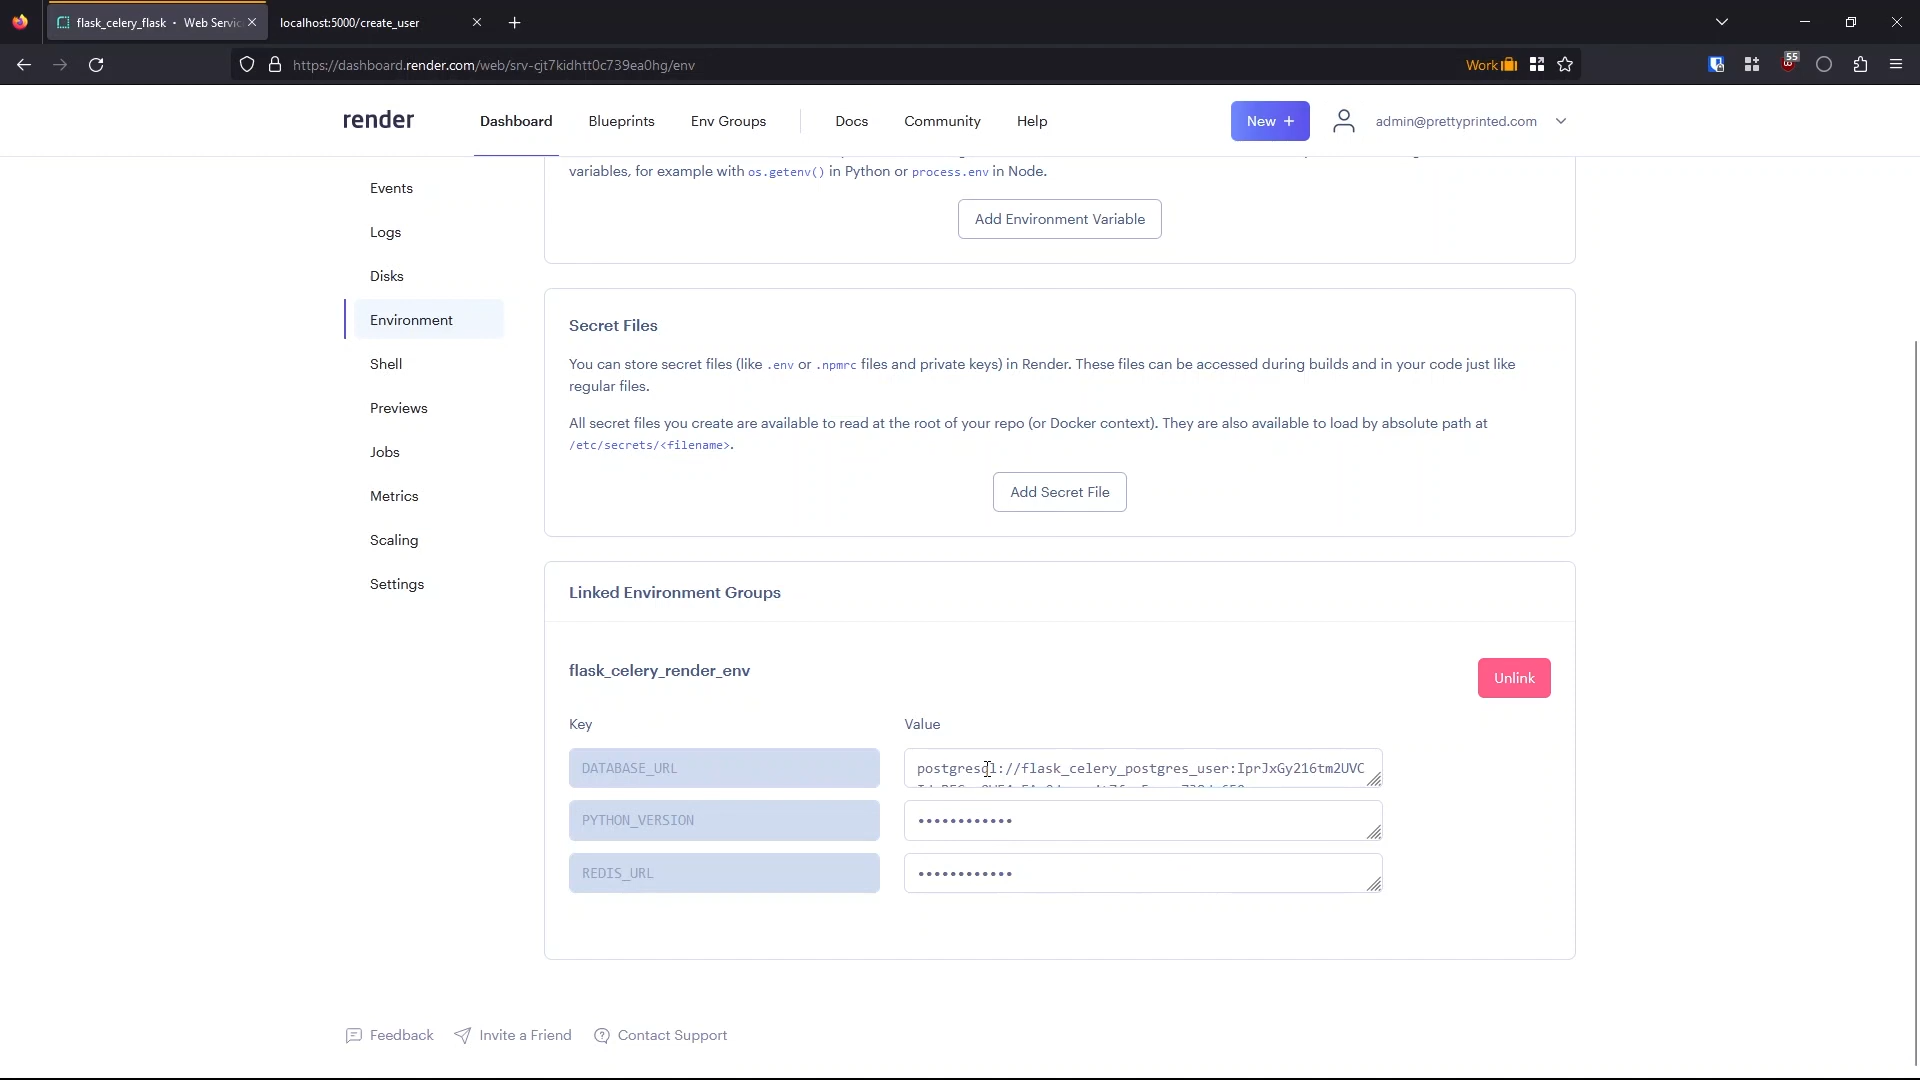 flask_celery_flask · Web Servic
localhost:5000/create_user
https://dashboard.render.com/web/srv-cjt7kidhtt0c739ea0hg/env
Work
55
render
Dashboard
Blueprints
Env Groups
Docs
Community
Help
New +
admin@prettyprinted.com
Events
Logs
Disks
Environment
Shell
Previews
Jobs
Metrics
Scaling
Settings
variables, for example with os.getenv() in Python or process.env in Node.
Add Environment Variable
Secret Files
You can store secret files (like .env or .npmrc files and private keys) in Render. These files can be accessed during builds and in your code just like
regular files.
All secret files you create are available to read at the root of your repo (or Docker context). They are also available to load by absolute path at
/etc/secrets/<filename>.
Add Secret File
Linked Environment Groups
flask_celery_render_env
Unlink
Key
Value
DATABASE_URL
postgresql://flask_celery_postgres_user:IprJxGy216tm2UVC
PYTHON_VERSION
••••••••••••
REDIS_URL
••••••••••••
Feedback
Invite a Friend
Contact Support